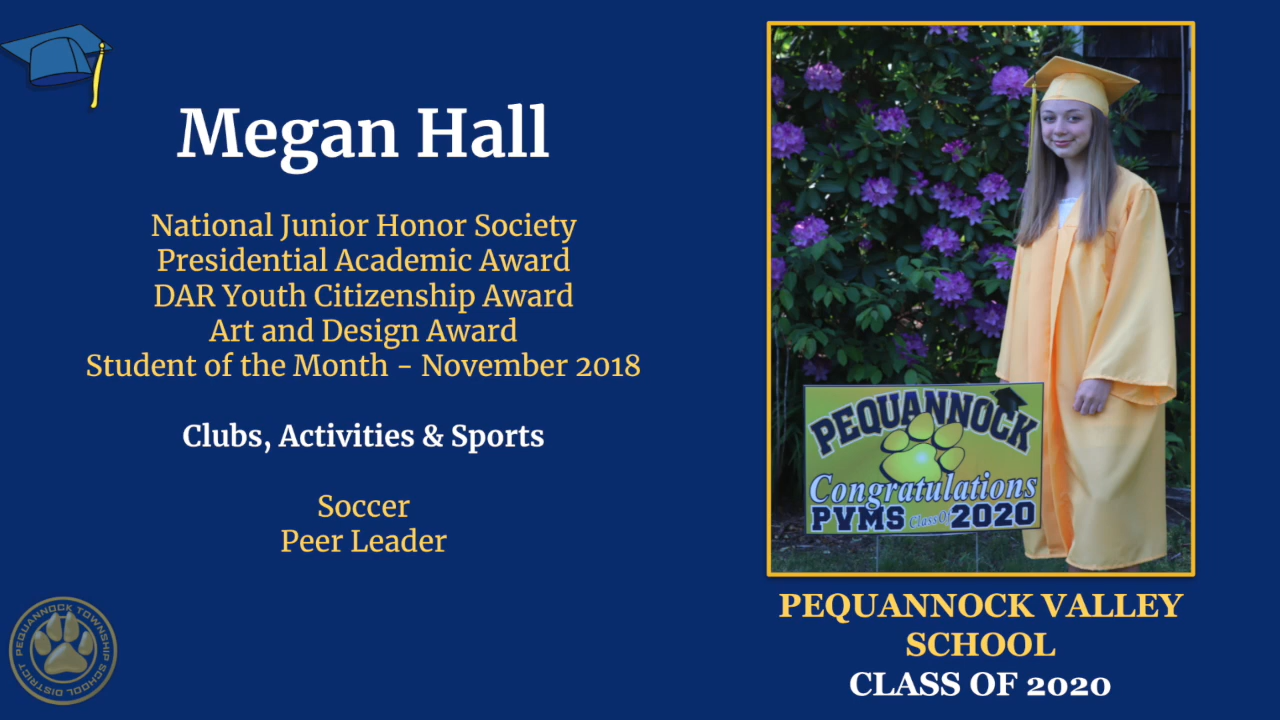 Megan Hall
National Junior Honor Society
Presidential Academic Award
DAR Youth Citizenship Award
Art and Design Award
Student of the Month - November 2018
Clubs, Activities & Sports
Soccer
Peer Leader
PEQUANNOCK TOWNSHIP SCHOOL DISTRICT
PEQUANNOCK
Congratulations
PVMS Class Of 2020
PEQUANNOCK VALLEY
SCHOOL
CLASS OF 2020